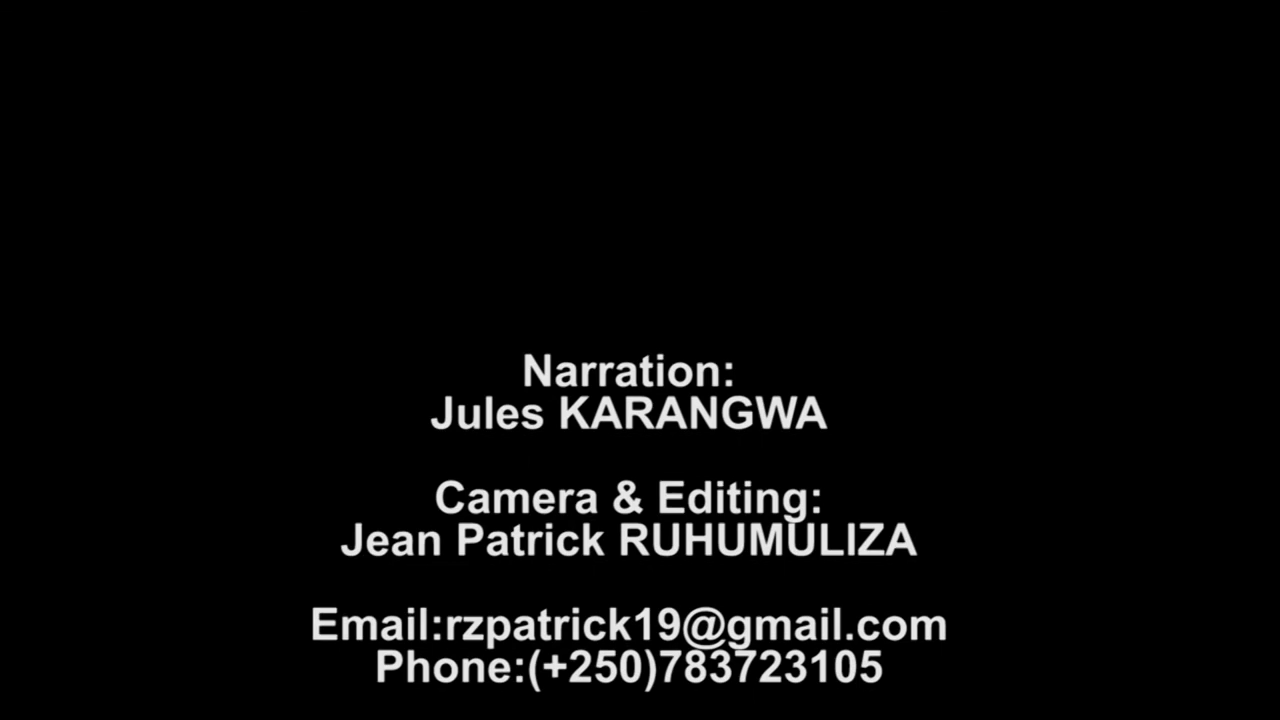 Narration:
Jules KARANGWA
Camera & Editing:
Jean Patrick RUHUMULIZA
Email:rzpatrick19@gmail.com
Phone:(+250)783723105